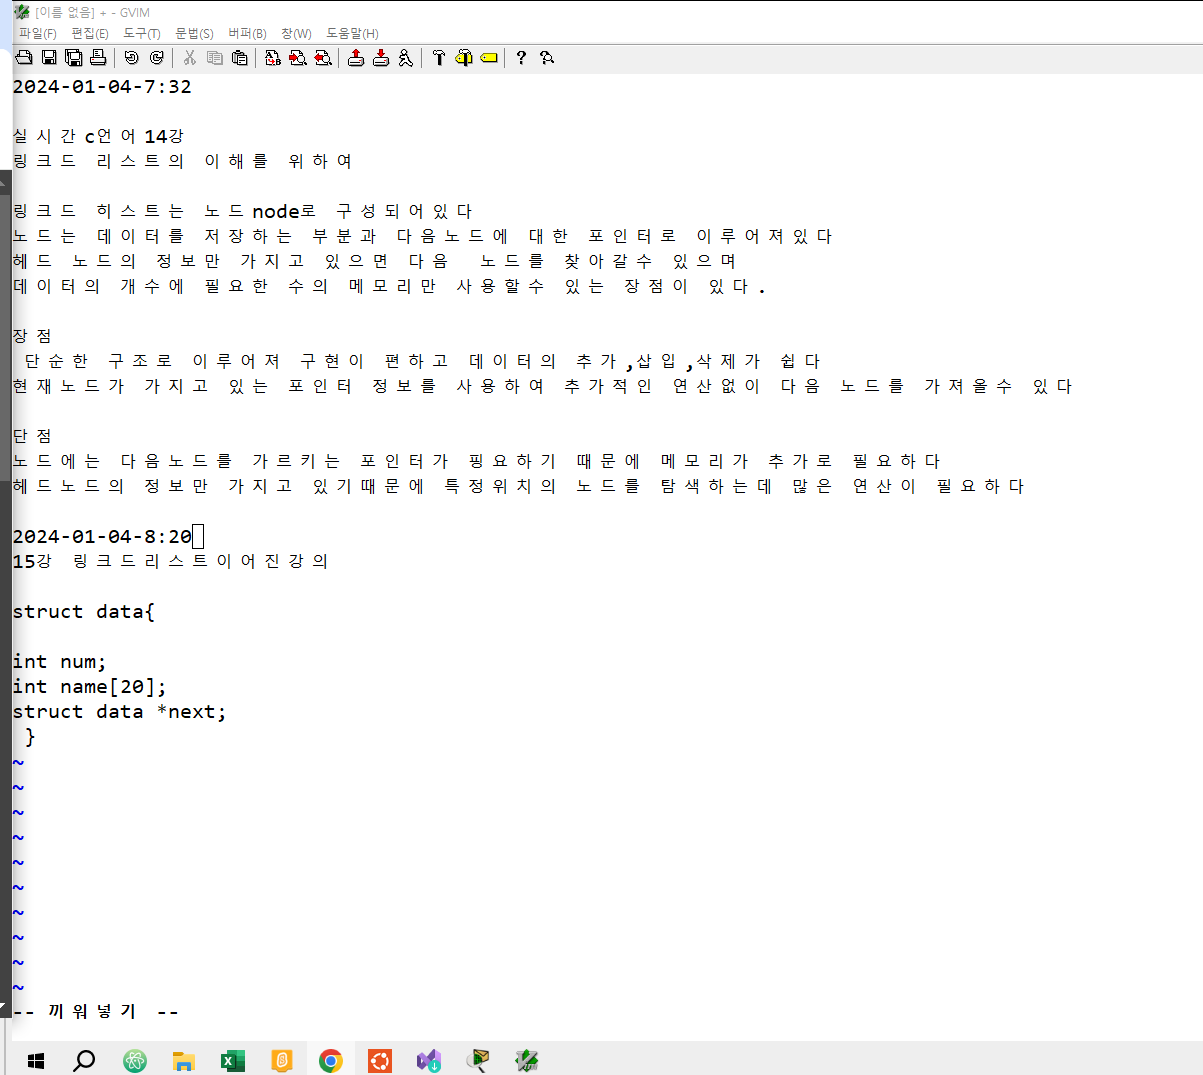 [이름 없음] + - GVIM
파일(F) 편집(E) 도구(T) 문법(S) 버퍼(B) 창(W) 도움말(H)
2024-01-04-7:32
실시간c언어14강
링크드 리스트의 이해를 위하여
링크드 히스트는 노드node로 구성되어있다
노드는 데이터를 저장하는 부분과 다음노드에 대한 포인터로 이루어져있다
헤드 노드의 정보만 가지고 있으면 다음 노드를 찾아갈수 있으며
데이터의 개수에 필요한 수의 메모리만 사용할수 있는 장점이 있다.
장점
단순한 구조로 이루어져 구현이 편하고 데이터의 추가,삽입,삭제가 쉽다
현재노드가 가지고 있는 포인터 정보를 사용하여 추가적인 연산없이 다음 노드를 가져올수 있다
단점
노드에는 다음노드를 가르키는 포인터가 핑요하기 때문에 메모리가 추가로 필요하다
헤드노드의 정보만 가지고 있기때문에 특정위치의 노드를 탐색하는데 많은 연산이 필요하다
2024-01-04-8:20
15강 링크드리스트이어진강의
struct data{
int num;
int name[20];
struct data *next;
}
~
~
~
~
~
~
~
~
~
~
-- 끼워넣기 --